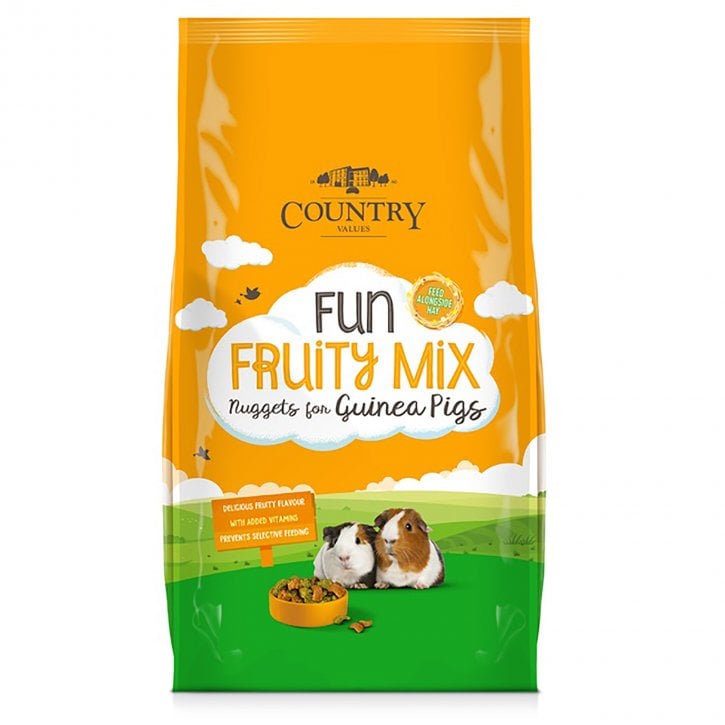 COUNTRY
VALUES
FEED
ALONGSIDE
HAY
FUN
FRUITY MIX
Nuggets for Guinea Pigs
DELICIOUS FRUITY FLAVOUR
WITH ADDED VITAMINS
PREVENTS SELECTIVE FEEDING